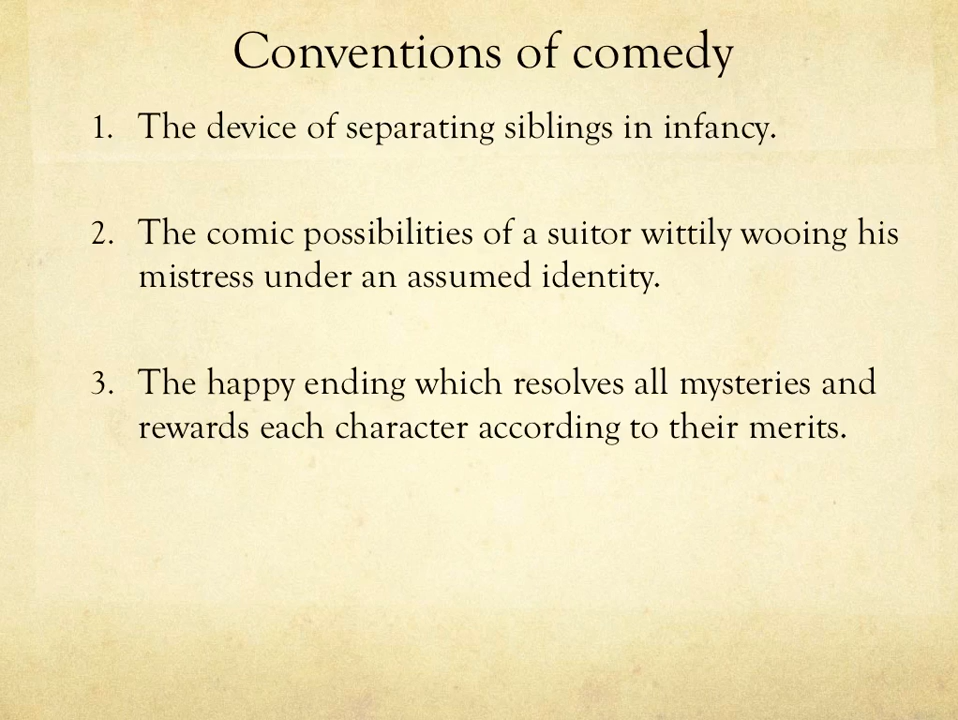 Conventions of comedy
1. The device of separating siblings in infancy.
2. The comic possibilities of a suitor wittily wooing his
mistress under an assumed identity.
3. The happy ending which resolves all mysteries and
rewards each character according to their merits.